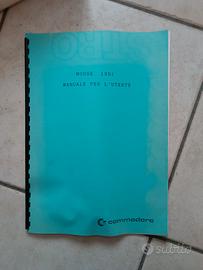 MOUSE 1351
MANUALE PER L'UTENTE
commodore
subito